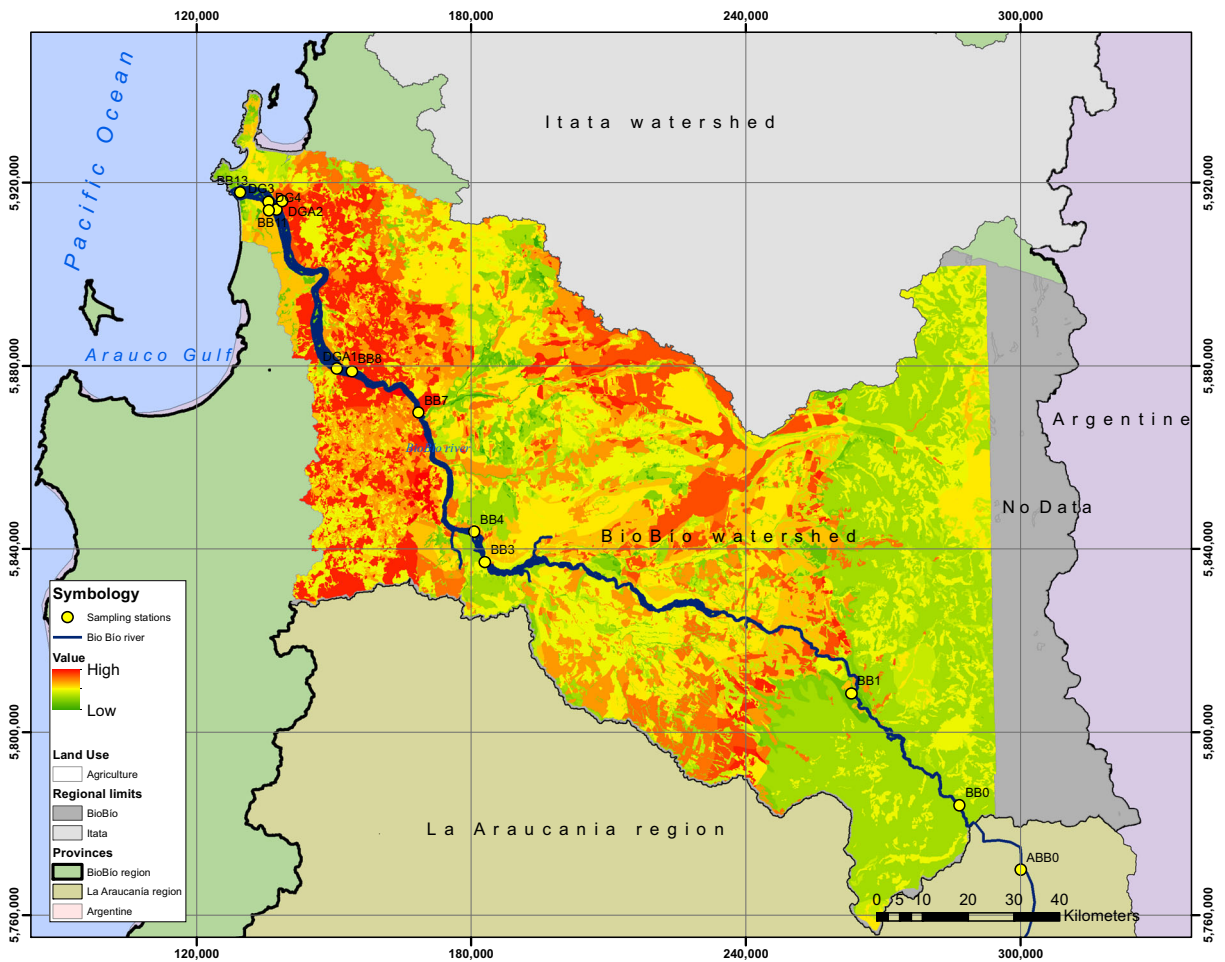 120,000
180,000
240,000
300,000
Pacific Ocean
Itata watershed
5,920,000
5,920,000
BB13
DG3
DG4
DGA2
BB
Arauco Gulf
DGA1
BB8
5,880,000
5,880,000
BB7
Argentine
river
No Data
BB4
BioBio watershed
BB3
5,840,000
5,840,000
Symbology
Sampling stations
Bio Bio river
Value
High
Low
BB1
5,800,000
5,800,000
Land Use
Agriculture
Regional limits
BioBío
Itata
Provinces
BioBío region
La Araucanía region
Argentine
La Araucania region
BB0
ABB0
0 5 10 20 30 40
Kilometers
5,760,000
5,760,000
120,000
180,000
240,000
300,000